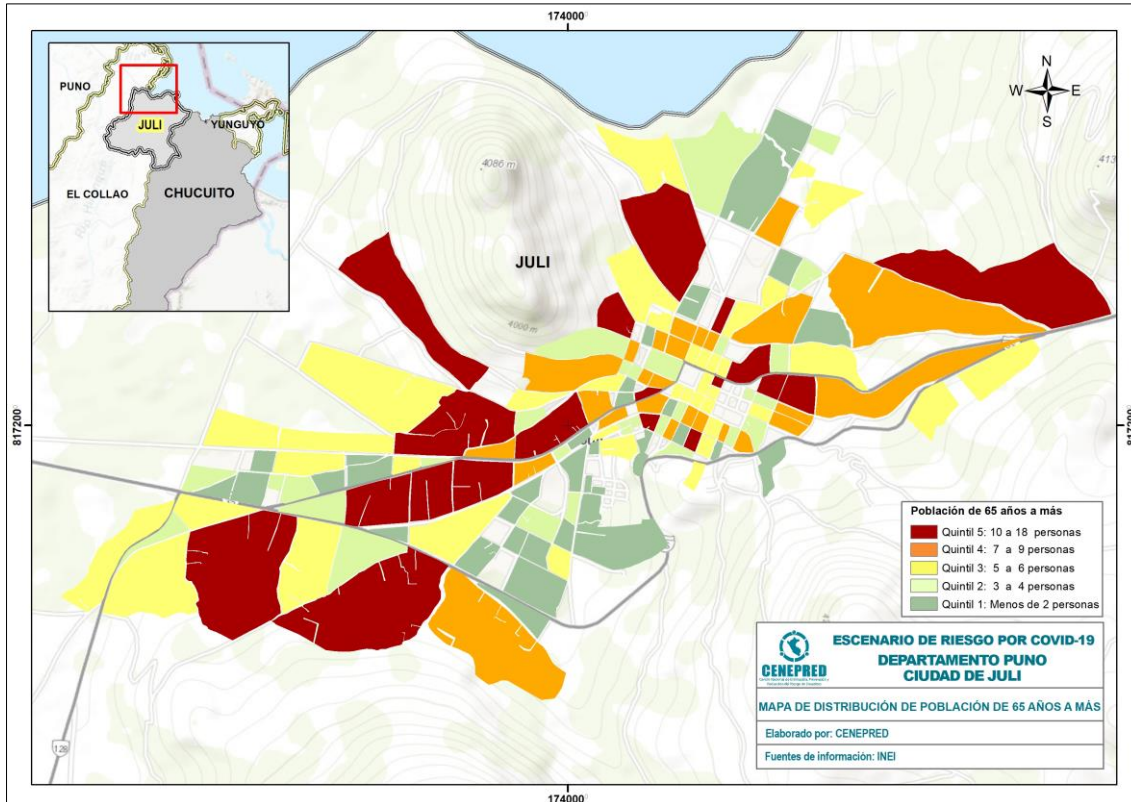 174000
PUNO
JULI
YUNGUYO
EL COLLAO
CHUCUITO
N
W E
S
4086 m
413
JULI
4000 m
817200
817200
128
Población de 65 años a más
Quintil 5: 10 a 18 personas
Quintil 4: 7 a 9 personas
Quintil 3: 5 a 6 personas
Quintil 2: 3 a 4 personas
Quintil 1: Menos de 2 personas
CENEPRED
ESCENARIO DE RIESGO POR COVID-19
DEPARTAMENTO PUNO
CIUDAD DE JULI
MAPA DE DISTRIBUCIÓN DE POBLACIÓN DE 65 AÑOS A MÁS
Elaborado por: CENEPRED
Fuentes de información: INEI
174000